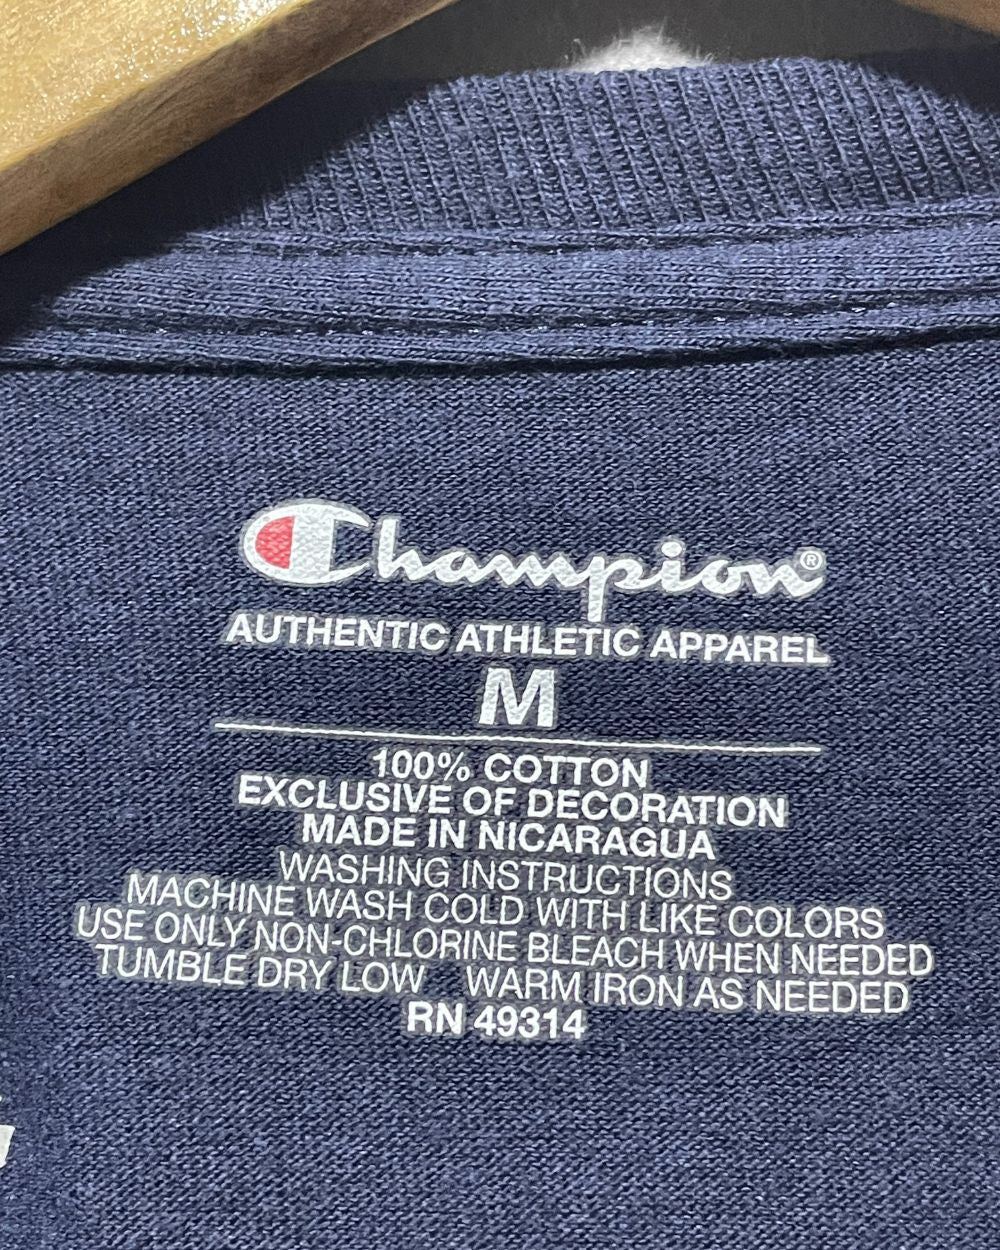 Champion®
AUTHENTIC ATHLETIC APPAREL
M
100% COTTON
EXCLUSIVE OF DECORATION
MADE IN NICARAGUA
WASHING INSTRUCTIONS
MACHINE WASH COLD WITH LIKE COLORS
USE ONLY NON-CHLORINE BLEACH WHEN NEEDED
TUMBLE DRY LOW WARM IRON AS NEEDED
RN 49314